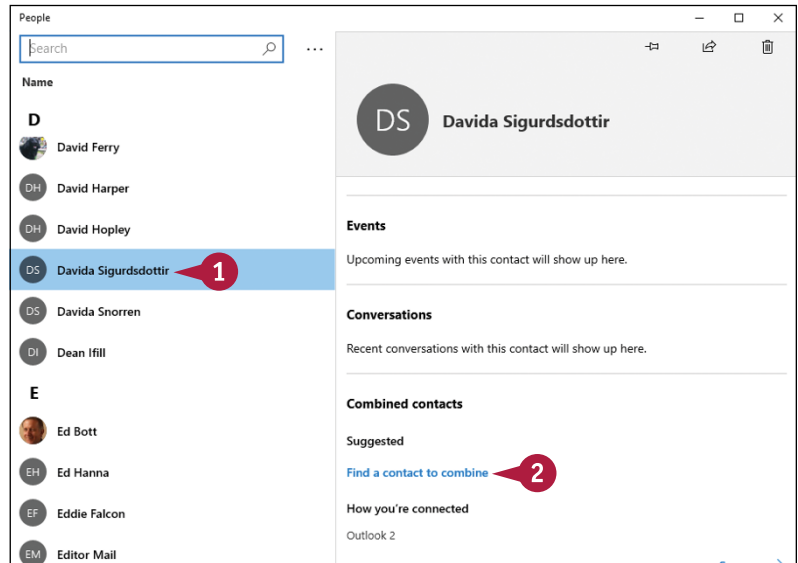 People
Search
Name
D
David Ferry
DH David Harper
DH David Hopley
DS Davida Sigurdsdottir 1
DS Davida Snorren
DI Dean Ifill
E
Ed Bott
EH Ed Hanna
EF Eddie Falcon
EM Editor Mail
DS Davida Sigurdsdottir
Events
Upcoming events with this contact will show up here.
Conversations
Recent conversations with this contact will show up here.
Combined contacts
Suggested
Find a contact to combine 2
How you're connected
Outlook 2